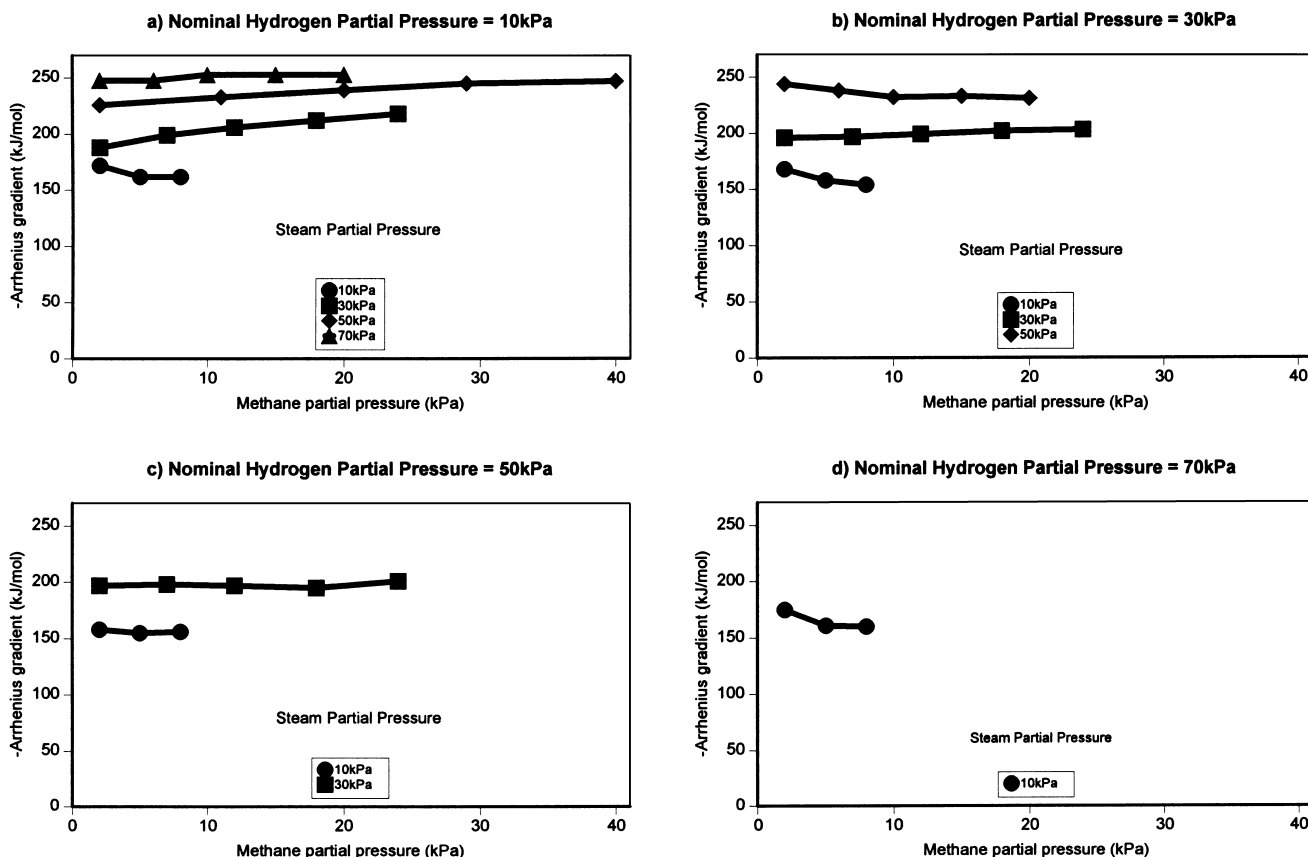 a) Nominal Hydrogen Partial Pressure = 10kPa
-Arrhenius gradient (kJ/mol)
250
200
150
100
50
0
Steam Partial Pressure
10kPa
30kPa
50kPa
70kPa
0 10 20 30 40
Methane partial pressure (kPa)
b) Nominal Hydrogen Partial Pressure = 30kPa
-Arrhenius gradient (kJ/mol)
250
200
150
100
50
0
Steam Partial Pressure
10kPa
30kPa
50kPa
0 10 20 30 40
Methane partial pressure (kPa)
c) Nominal Hydrogen Partial Pressure = 50kPa
-Arrhenius gradient (kJ/mol)
250
200
150
100
50
0
Steam Partial Pressure
10kPa
30kPa
0 10 20 30 40
Methane partial pressure (kPa)
d) Nominal Hydrogen Partial Pressure = 70kPa
-Arrhenius gradient (kJ/mol)
250
200
150
100
50
0
Steam Partial Pressure
10kPa
0 10 20 30 40
Methane partial pressure (kPa)